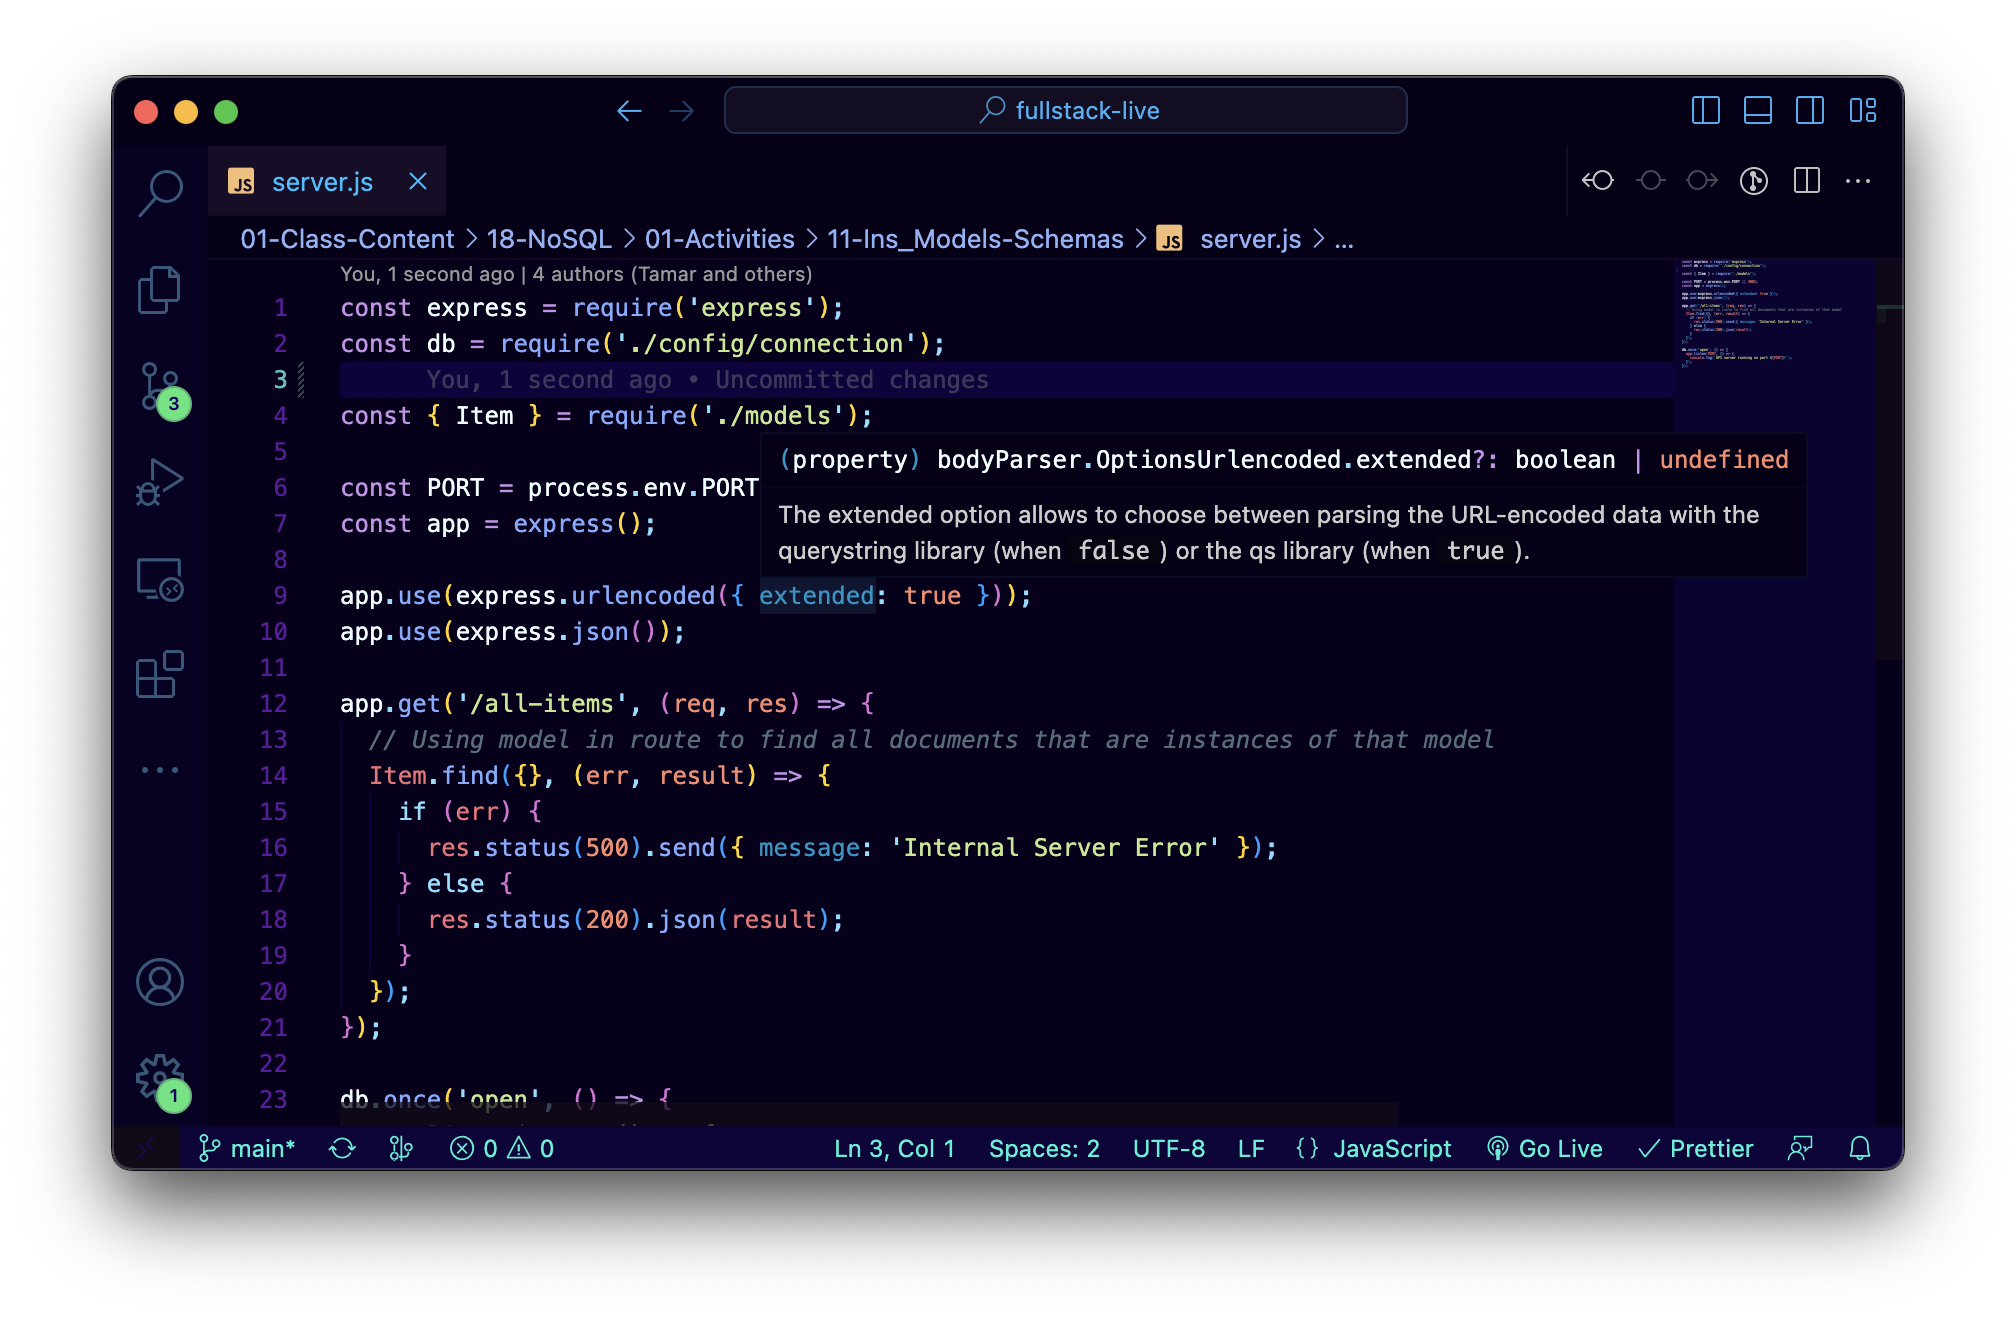 fullstack-live
JS server.js
01-Class-Content > 18-NoSQL > 01-Activities > 11-Ins_Models-Schemas > JS server.js > ...
You, 1 second ago | 4 authors (Tamar and others)
1 const express = require('express');
2 const db = require('./config/connection');
3 You, 1 second ago • Uncommitted changes
4 const { Item } = require('./models');
5
(property) bodyParser.OptionsUrlencoded.extended?: boolean | undefined
6 const PORT = process.env.PORT
The extended option allows to choose between parsing the URL-encoded data with the
querystring library (when false ) or the qs library (when true ).
7 const app = express();
8
9 app.use(express.urlencoded({ extended: true }));
10 app.use(express.json());
11
12 app.get('/all-items', (req, res) => {
13 // Using model in route to find all documents that are instances of that model
14 Item.find({}, (err, result) => {
15 if (err) {
16 res.status(500).send({ message: 'Internal Server Error' });
17 } else {
18 res.status(200).json(result);
19 }
20 });
21 });
22
23 db.once('open', () => {
3
1
main* 0 0 Ln 3, Col 1 Spaces: 2 UTF-8 LF {} JavaScript Go Live Prettier